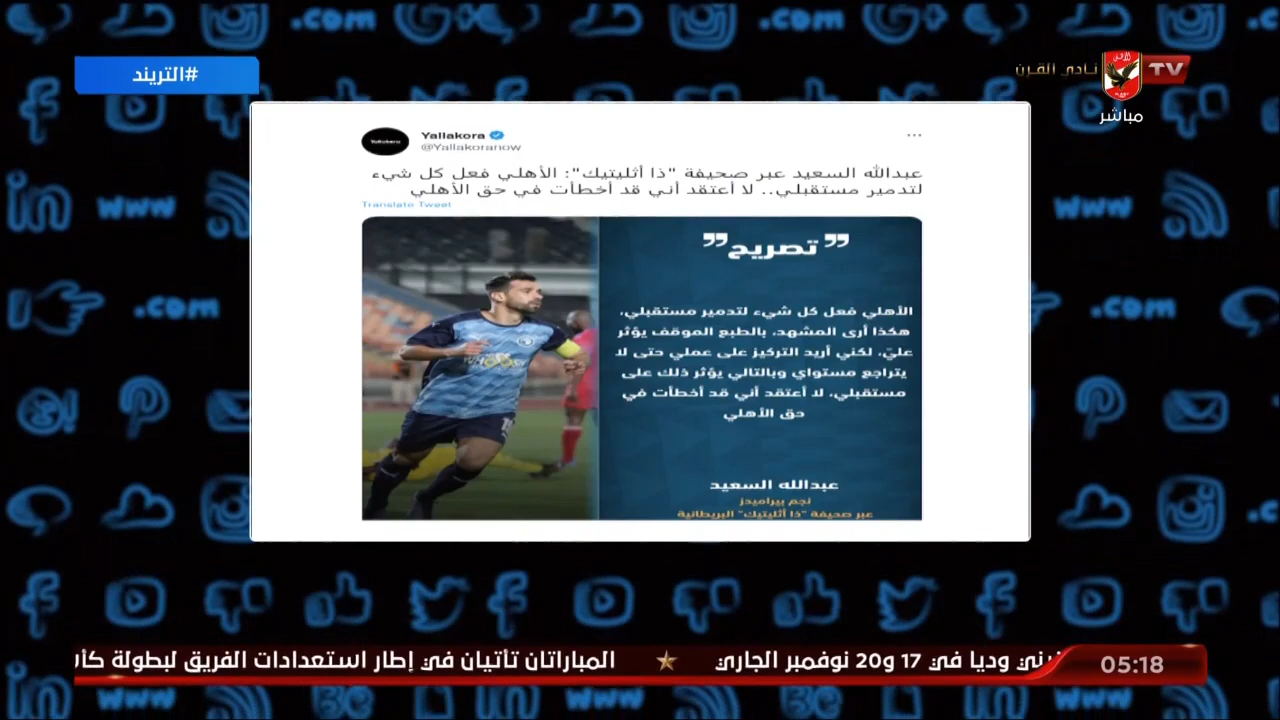 #التريند
نادي القرن
TV
مباشر
Yallakora
@Yallakoranow
عبدالله السعيد عبر صحيفة "ذا أثليتيك": الأهلي فعل كل شيء
لتدمير مستقبلي.. لا أعتقد أني قد أخطأت في حق الأهلي
Translate Tweet
"تصريح"
الأهلي فعل كل شيء لتدمير مستقبلي،
هكذا أرى المشهد، بالطبع الموقف يؤثر
عليّ، لكني أريد التركيز على عملي حتى لا
يتراجع مستواي وبالتالي يؤثر ذلك على
مستقبلي، لا أعتقد أني قد أخطأت في
حق الأهلي
عبدالله السعيد
نجم بيراميدز
عبر صحيفة "ذا أثليتيك" البريطانية
وديا في 17 و20 نوفمبر الجاري
المباراتان تأتيان في إطار استعدادات الفريق لبطولة
05:18